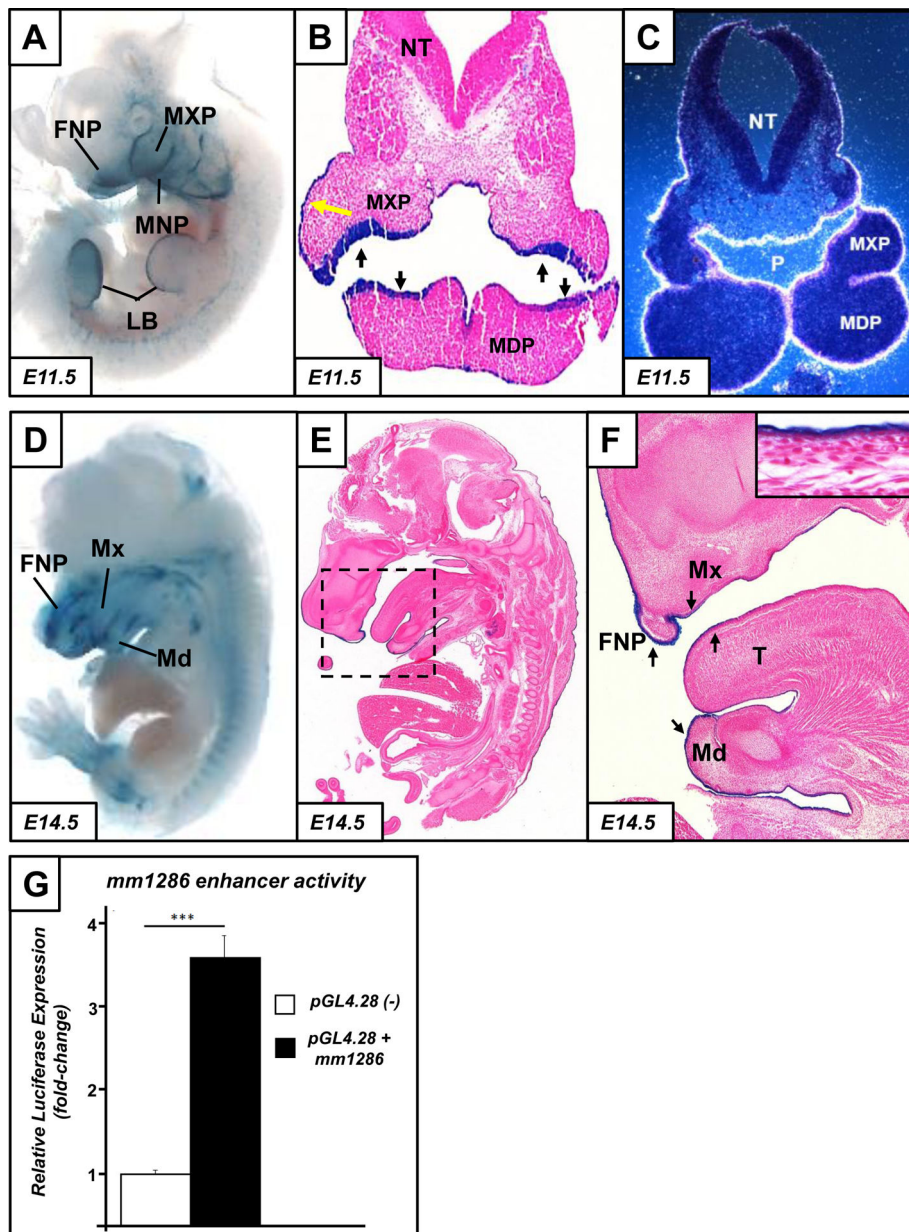 A
FNP
MXP
MNP
LB
E11.5
B
NT
MXP
MDP
E11.5
C
NT
MXP
P
MDP
E11.5
D
FNP
Mx
Md
E14.5
E
E14.5
F
Mx
FNP
T
Md
E14.5
G
mm1286 enhancer activity
Relative Luciferase Expression
(fold-change)
4
3
2
1
***
pGL4.28 (-)
pGL4.28 +
mm1286